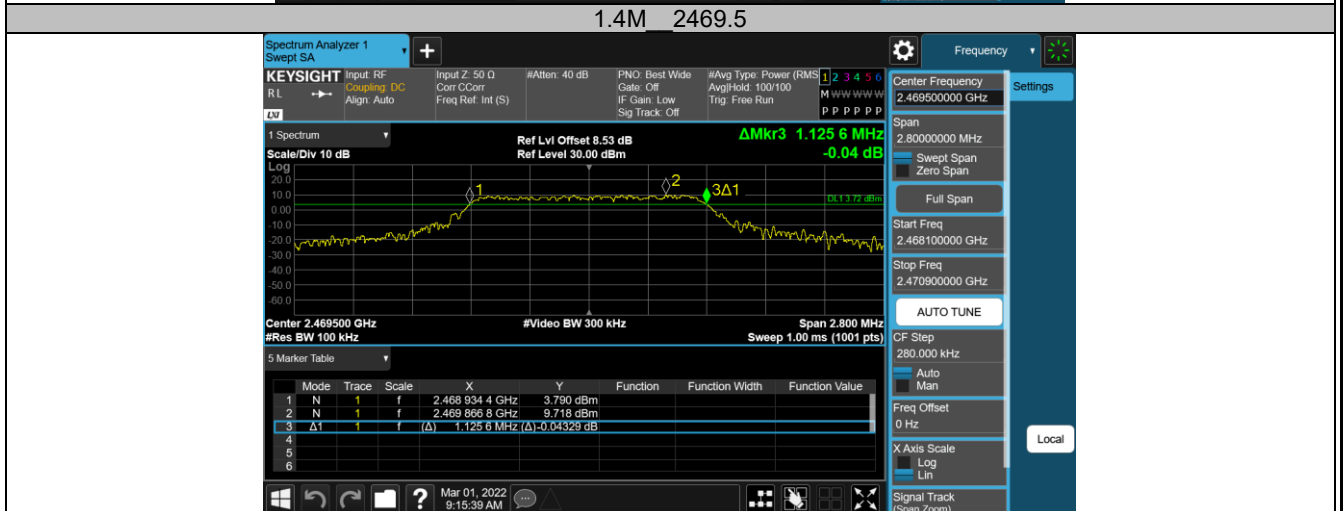 1.4M__2469.5
Spectrum Analyzer 1
Swept SA
+
Frequency
KEYSIGHT
RL
LXI
Input: RF
Coupling: DC
Align: Auto
Input Z: 50 Ω
Corr CCorr
Freq Ref: Int (S)
#Atten: 40 dB
PNO: Best Wide
Gate: Off
IF Gain: Low
Sig Track: Off
#Avg Type: Power (RMS
Avg|Hold: 100/100
Trig: Free Run
1 2 3 4 5 6
M W W W W W
P P P P P P
1 Spectrum
Scale/Div 10 dB
Ref Lvl Offset 8.53 dB
Ref Level 30.00 dBm
ΔMkr3 1.125 6 MHz
-0.04 dB
Log
20.0
10.0
0.00
-10.0
-20.0
-30.0
-40.0
-50.0
-60.0
1
2
3Δ1
DL1 3.72 dBm
Center 2.469500 GHz
#Res BW 100 kHz
#Video BW 300 kHz
Span 2.800 MHz
Sweep 1.00 ms (1001 pts)
5 Marker Table
Mode Trace Scale X Y Function Function Width Function Value
1 N 1 f 2.468 934 4 GHz 3.790 dBm
2 N 1 f 2.469 866 8 GHz 9.718 dBm
3 Δ1 1 f (Δ) 1.125 6 MHz (Δ)-0.04329 dB
4
5
6
?
Mar 01, 2022
9:15:39 AM
Center Frequency
2.469500000 GHz
Settings
Span
2.80000000 MHz
Swept Span
Zero Span
Full Span
Start Freq
2.468100000 GHz
Stop Freq
2.470900000 GHz
AUTO TUNE
CF Step
280.000 kHz
Auto
Man
Freq Offset
0 Hz
X Axis Scale
Log
Lin
Local
Signal Track
(Span Zoom)